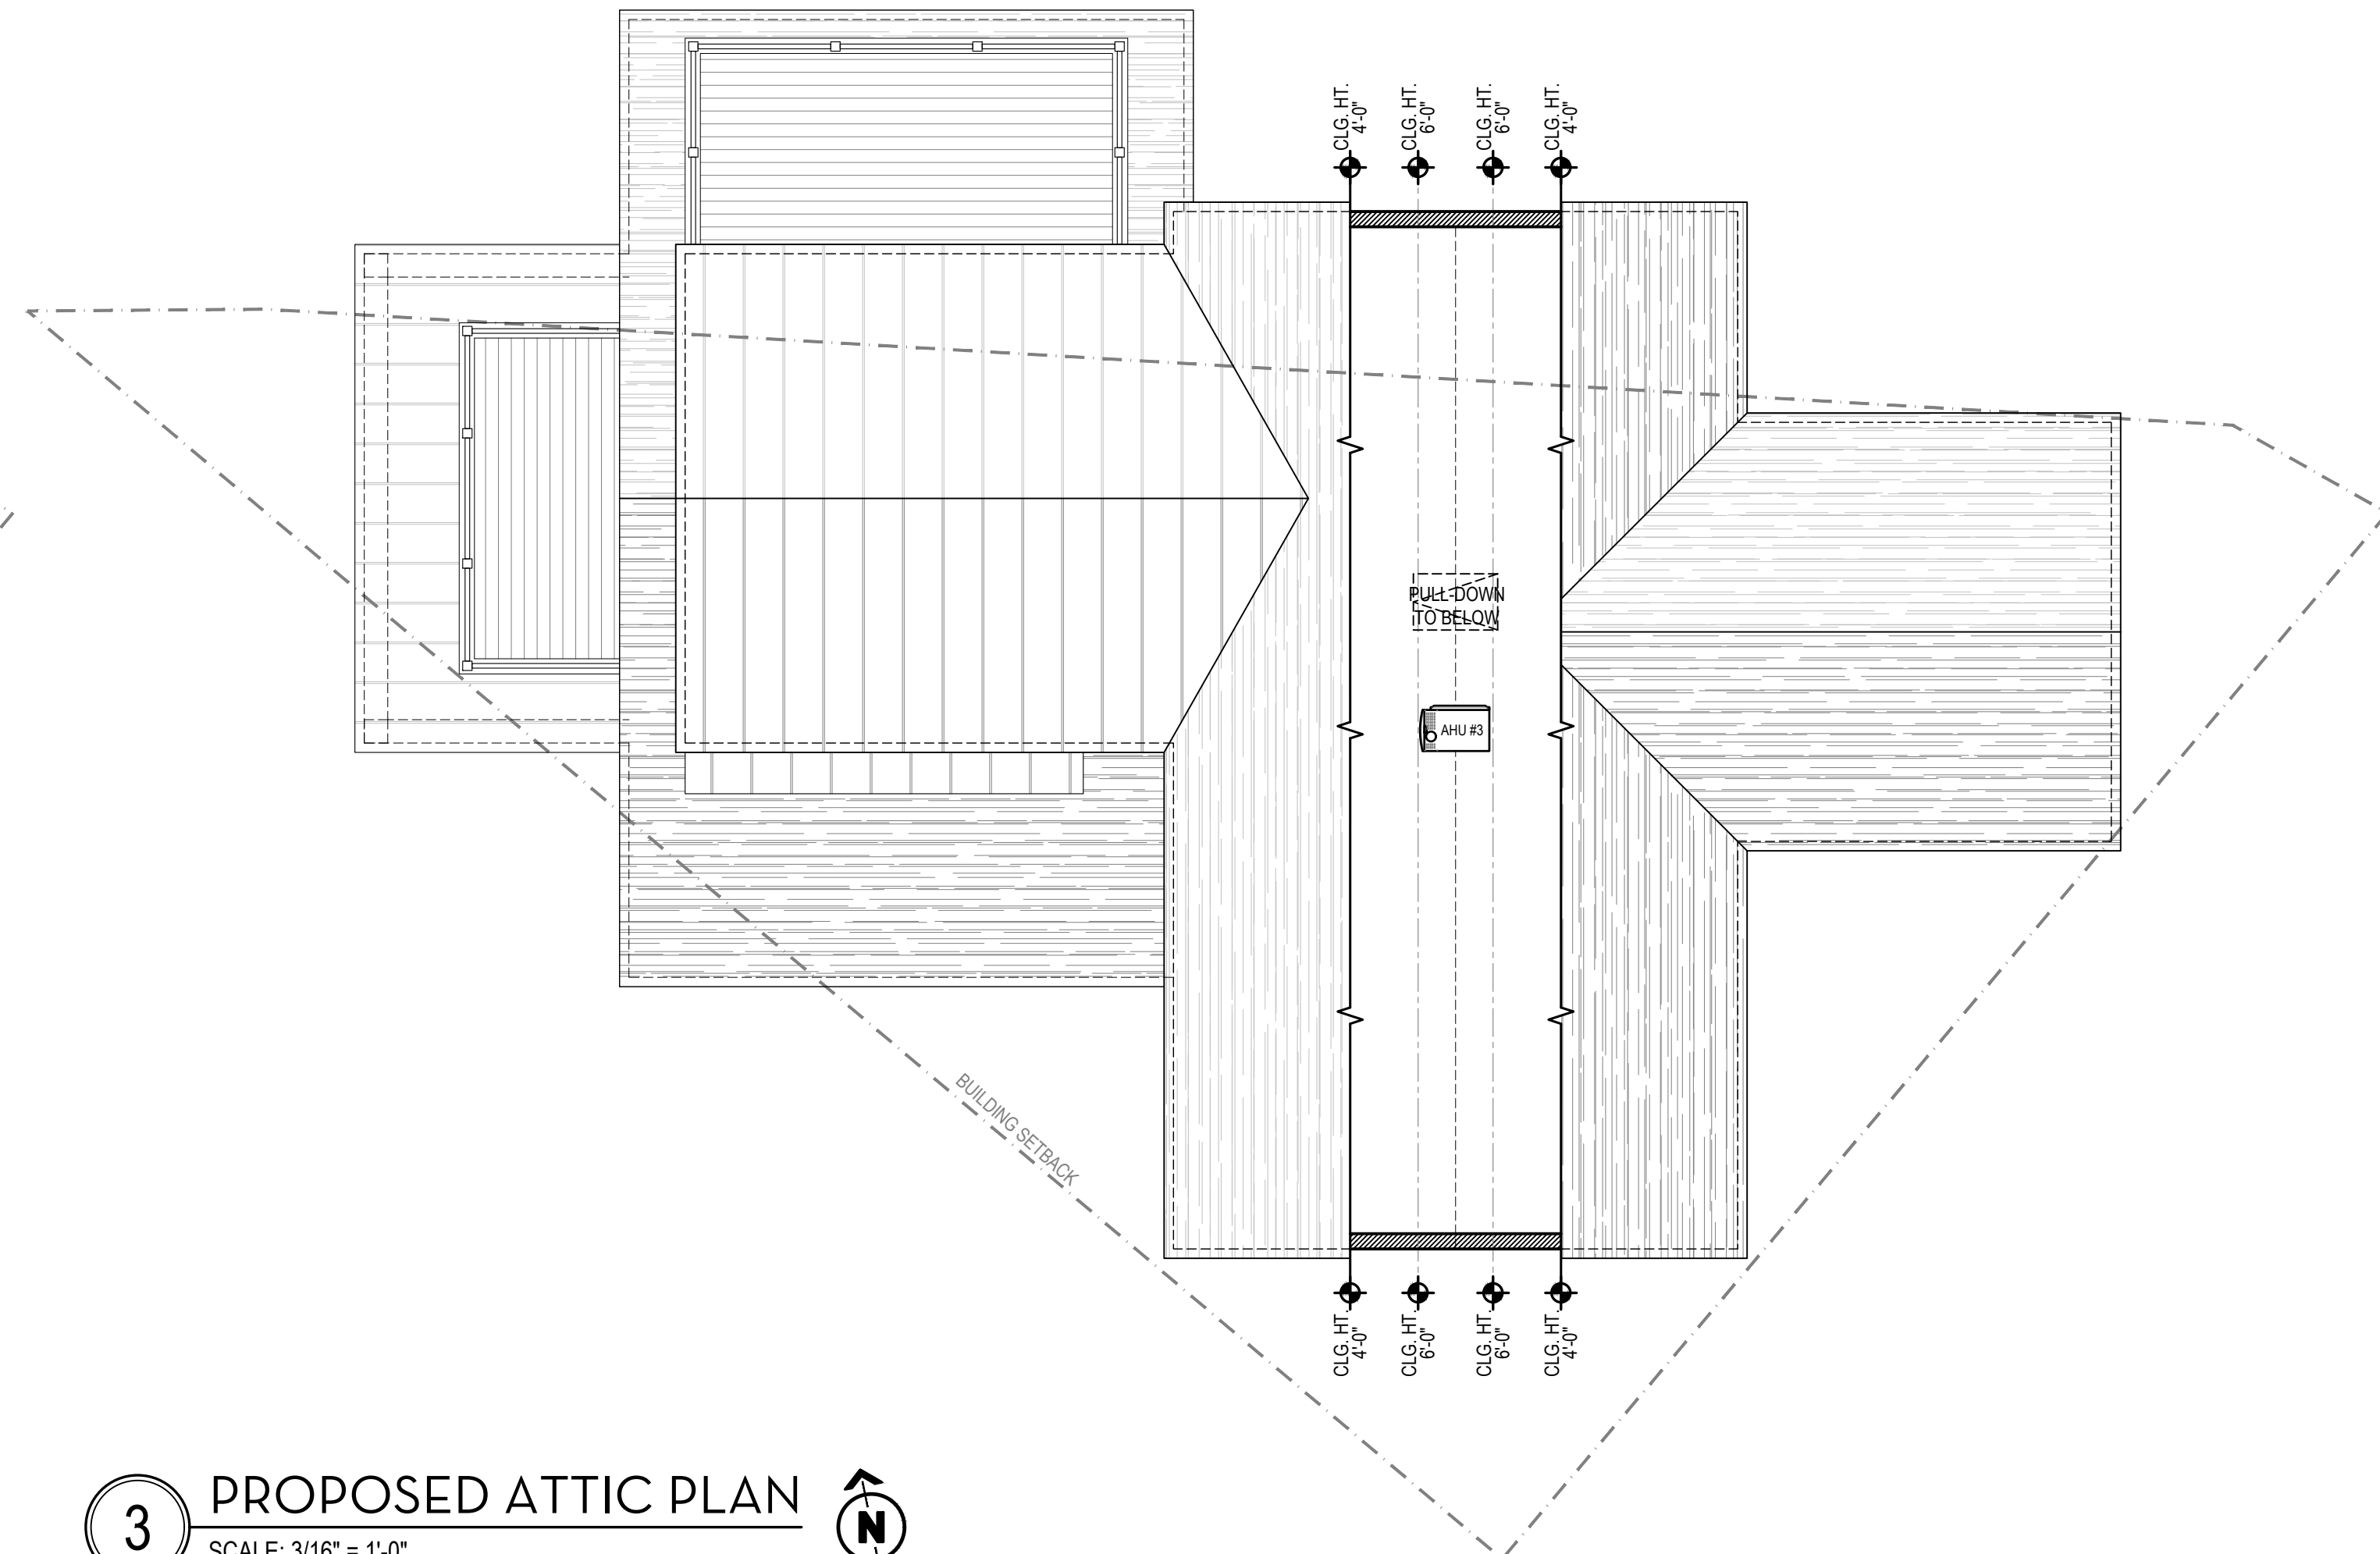 CLG. HT.
4'-0"
CLG. HT.
6'-0"
CLG. HT.
6'-0"
CLG. HT.
4'-0"
PULL-DOWN
TO BELOW
AHU #3
BUILDING SETBACK
CLG. HT.
4'-0"
CLG. HT.
6'-0"
CLG. HT.
6'-0"
CLG. HT.
4'-0"
3
PROPOSED ATTIC PLAN
N
SCALE: 3/16" = 1'-0"